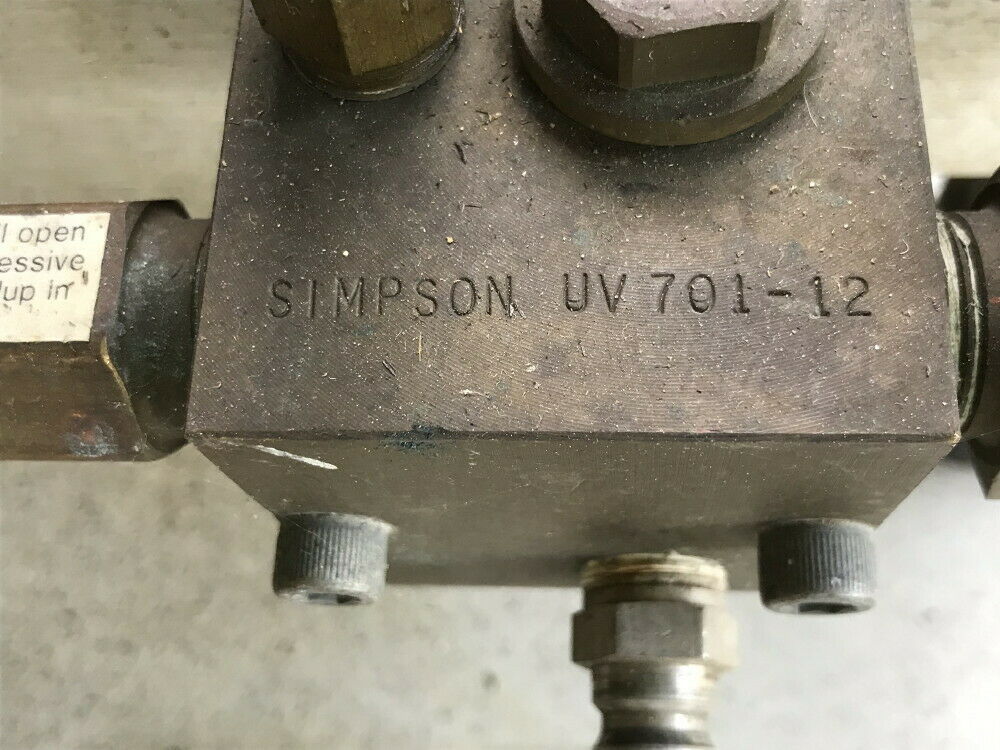 open
essive
up in
SIMPSON UV 701-12